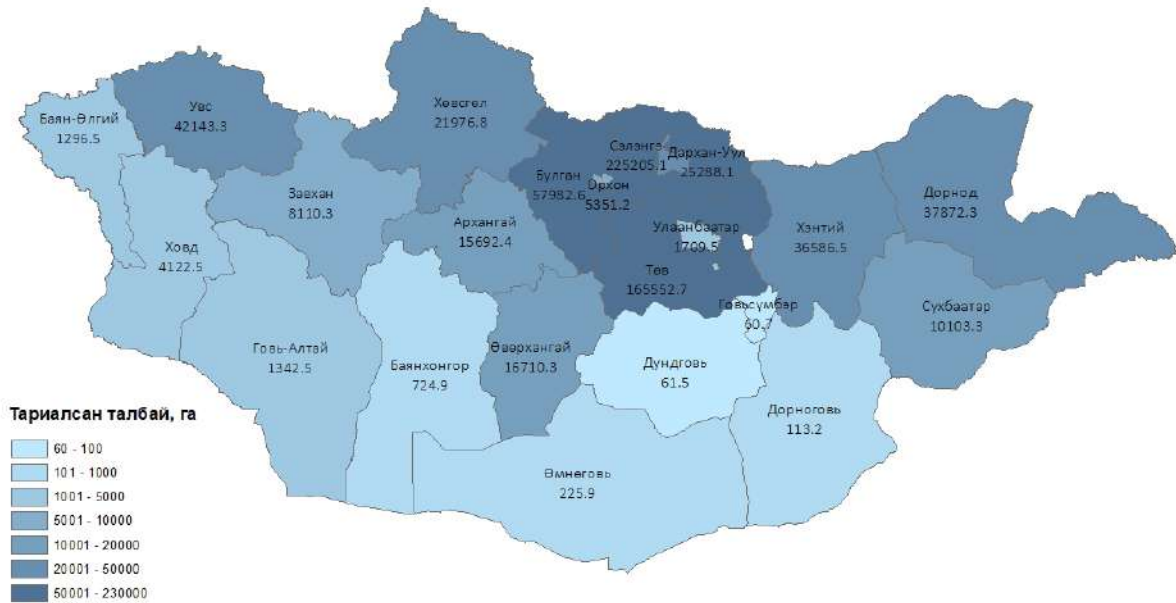 Увс
42143.3
Хөвсгөл
21976.8
Баян-Өлгий
1296.5
Сэлэнгэ
225205.1
Дархан-Уул
25288.1
Булган
57982.6
Орхон
5351.2
Завхан
8110.3
Архангай
15692.4
Дорнод
37872.3
Улаанбаатар
1709.5
Хэнтий
36586.5
Ховд
4122.5
Төв
165552.7
Говьсүмбэр
60.7
Сүхбаатар
10103.3
Говь-Алтай
1342.5
Баянхонгор
724.9
Өвөрхангай
16710.3
Дундговь
61.5
Дорноговь
113.2
Өмнөговь
225.9
Тариалсан талбай, га
60 - 100
101 - 1000
1001 - 5000
5001 - 10000
10001 - 20000
20001 - 50000
50001 - 230000